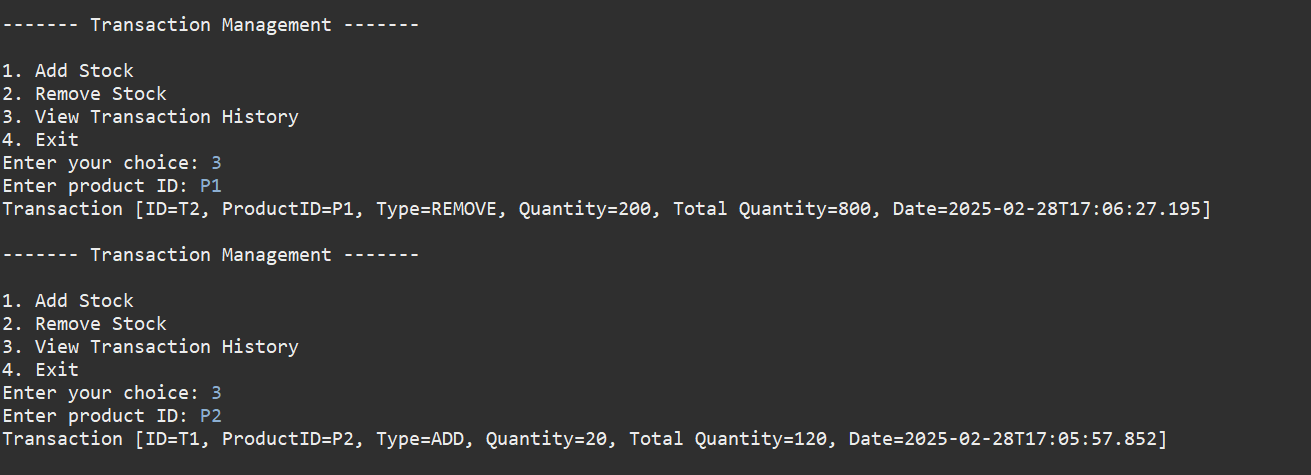 ------- Transaction Management -------
1. Add Stock
2. Remove Stock
3. View Transaction History
4. Exit
Enter your choice: 3
Enter product ID: P1
Transaction [ID=T2, ProductID=P1, Type=REMOVE, Quantity=200, Total Quantity=800, Date=2025-02-28T17:06:27.195]
------- Transaction Management -------
1. Add Stock
2. Remove Stock
3. View Transaction History
4. Exit
Enter your choice: 3
Enter product ID: P2
Transaction [ID=T1, ProductID=P2, Type=ADD, Quantity=20, Total Quantity=120, Date=2025-02-28T17:05:57.852]